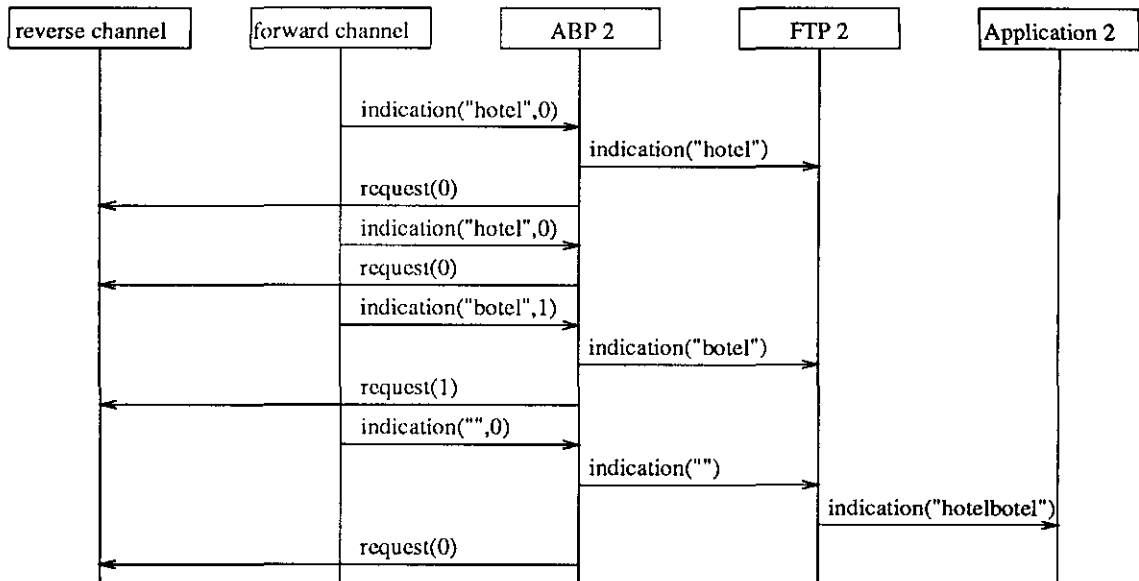 reverse channel forward channel ABP 2 FTP 2 Application 2
indication("hotel",0)
indication("hotel")
request(0)
indication("hotel",0)
request(0)
indication("botel",1)
indication("botel")
request(1)
indication("",0)
indication("")
indication("hotelbotel")
request(0)